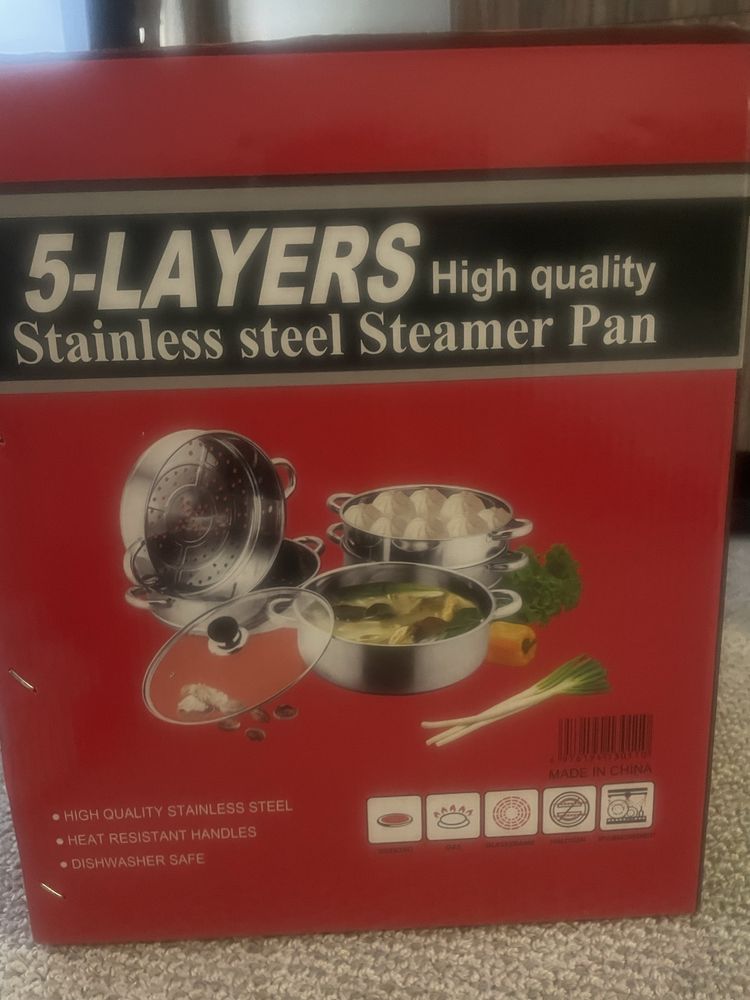 5-LAYERS High quality
Stainless steel Steamer Pan
MADE IN CHINA
• HIGH QUALITY STAINLESS STEEL
• HEAT RESISTANT HANDLES
• DISHWASHER SAFE
GAS